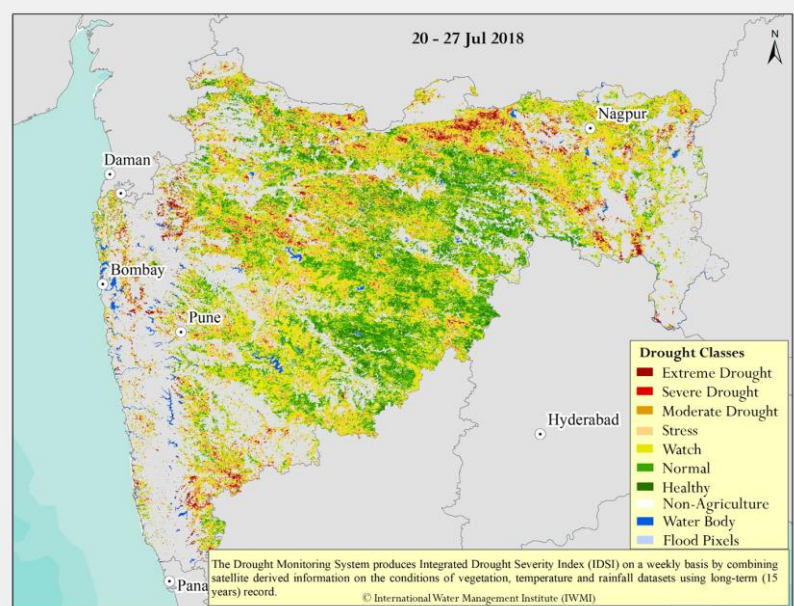 20 - 27 Jul 2018
N
Nagpur
Daman
Bombay
Pune
Hyderabad
Pana
Drought Classes
Extreme Drought
Severe Drought
Moderate Drought
Stress
Watch
Normal
Healthy
Non-Agriculture
Water Body
Flood Pixels
The Drought Monitoring System produces Integrated Drought Severity Index (IDSI) on a weekly basis by combining
satellite derived information on the conditions of vegetation, temperature and rainfall datasets using long-term (15
years) record.
© International Water Management Institute (IWMI)